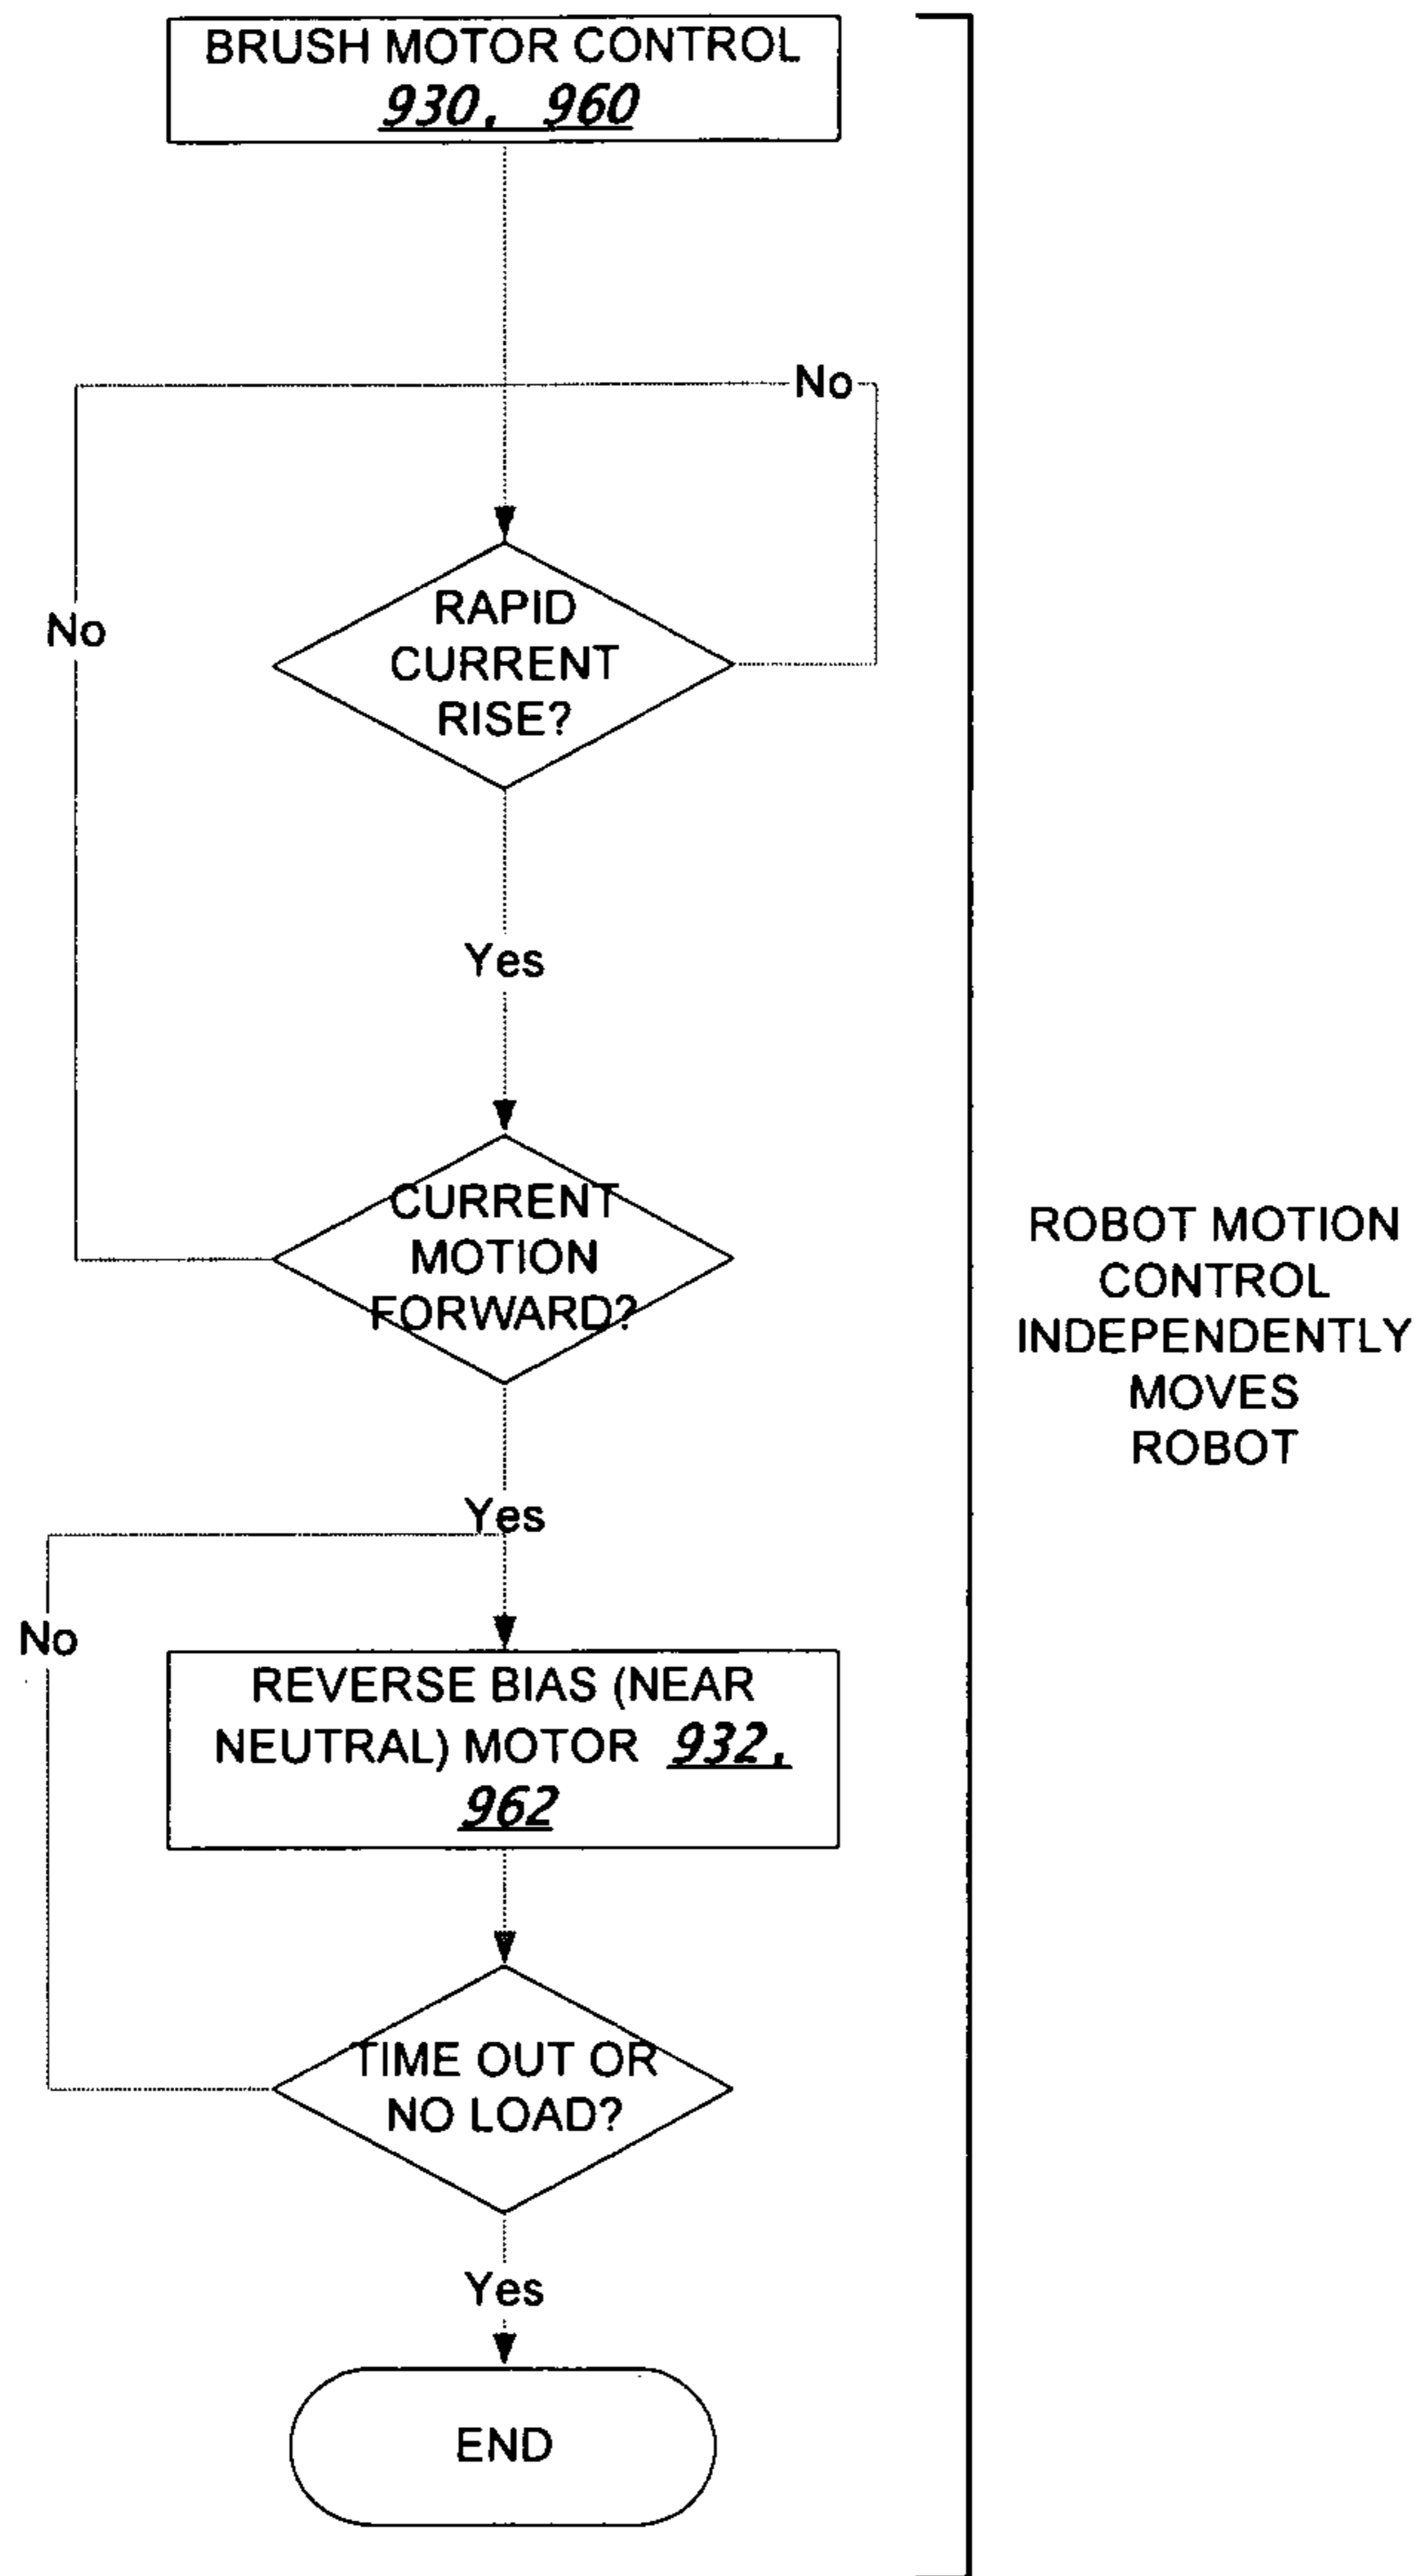 BRUSH MOTOR CONTROL
930, 960
No
No
RAPID
CURRENT
RISE?
Yes
CURRENT
MOTION
FORWARD?
ROBOT MOTION
CONTROL
INDEPENDENTLY
MOVES
ROBOT
Yes
No
REVERSE BIAS (NEAR
NEUTRAL) MOTOR 932,
962
TIME OUT OR
NO LOAD?
Yes
END